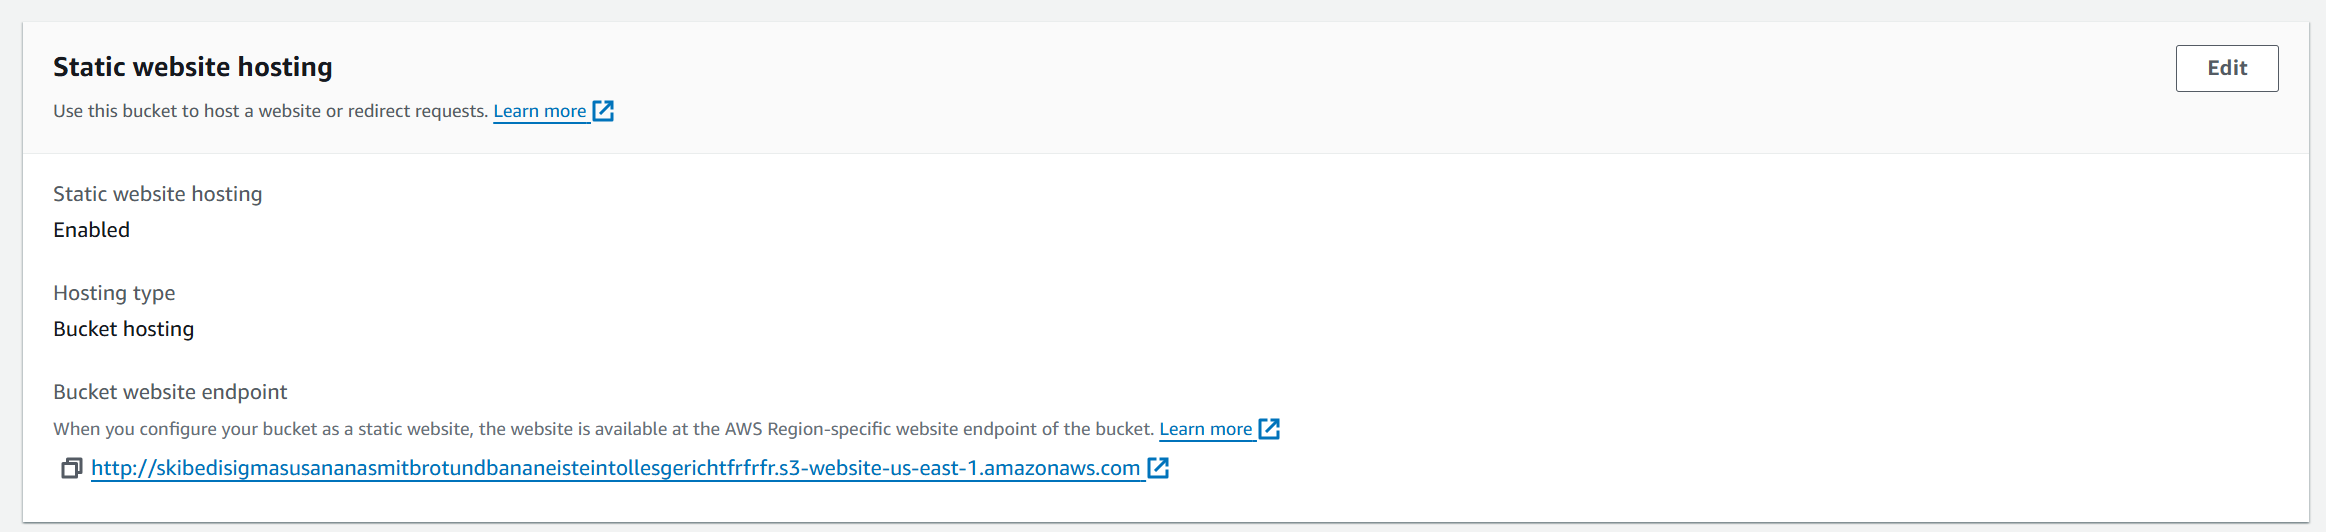 Static website hosting
Edit
Use this bucket to host a website or redirect requests. Learn more
Static website hosting
Enabled
Hosting type
Bucket hosting
Bucket website endpoint
When you configure your bucket as a static website, the website is available at the AWS Region-specific website endpoint of the bucket. Learn more
http://skibedisigmasusananasmitbrotundbananeisteintollesgerichtfrfrfr.s3-website-us-east-1.amazonaws.com